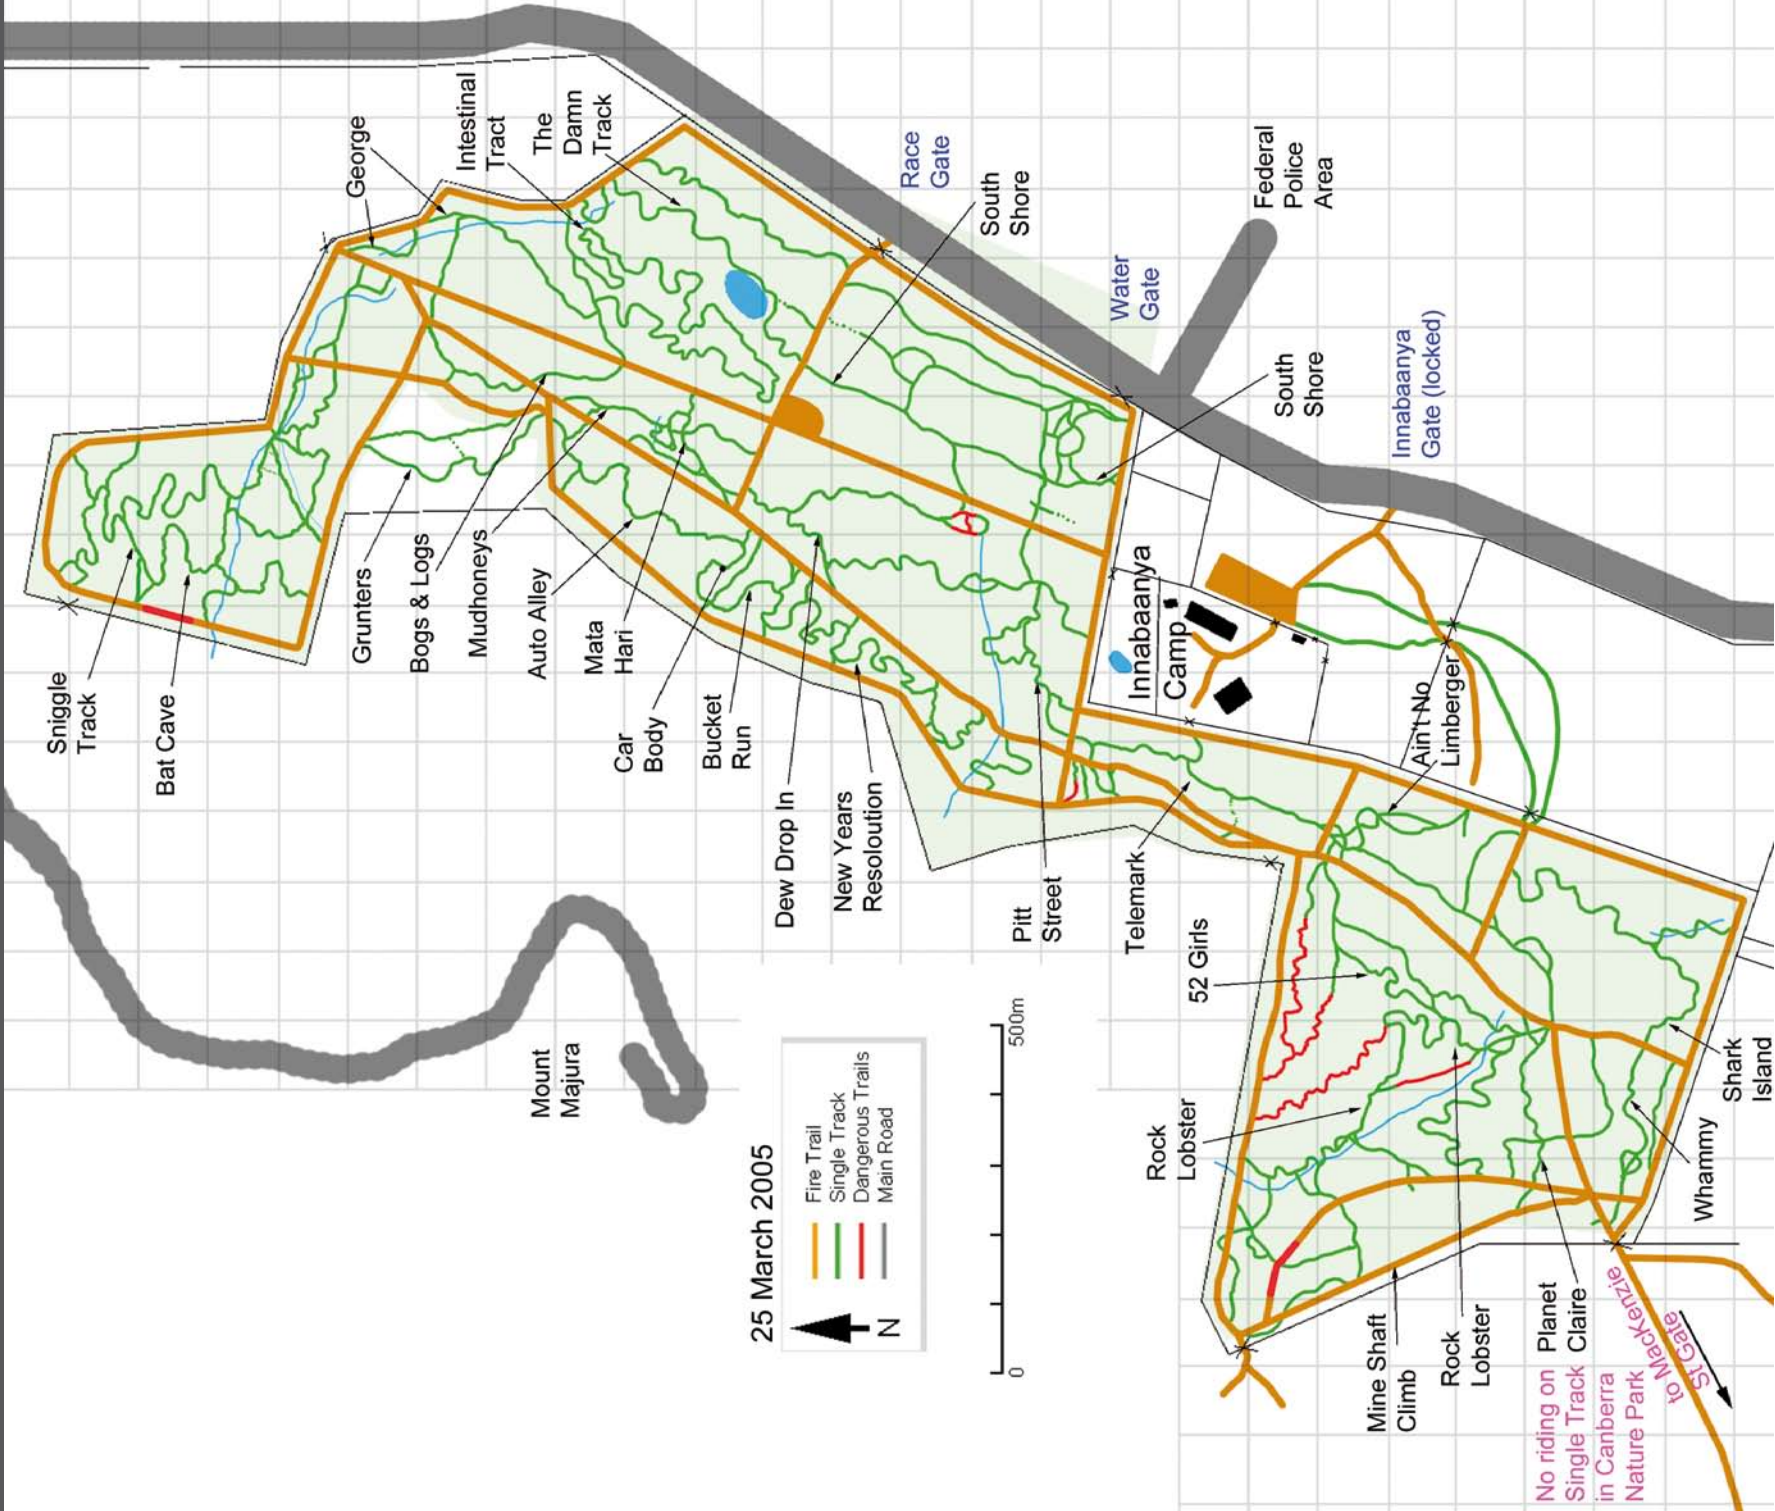 George
Intestinal
Tract
The
Damn
Track
Race
Gate
South
Shore
Federal
Police
Area
Water
Gate
South
Shore
Innabaanya
Gate (locked)
Sniggle
Track
Bat Cave
Grunters
Bogs & Logs
Mudhoneys
Auto Alley
Mata
Hari
Car
Body
Bucket
Run
Dew Drop In
New Years
Resoloution
Innabaanya
Camp
Ain't No
Limberger
Pitt
Street
Telemark
52 Girls
Mount
Majura
Rock
Lobster
Shark
Island
Whammy
25 March 2005
Fire Trail
Single Track
Dangerous Trails
Main Road
N
0
500m
Mine Shaft
Climb
Rock
Lobster
Planet
Claire
No riding on
Single Track
in Canberra
Nature Park
to MacKenzie
St Gate